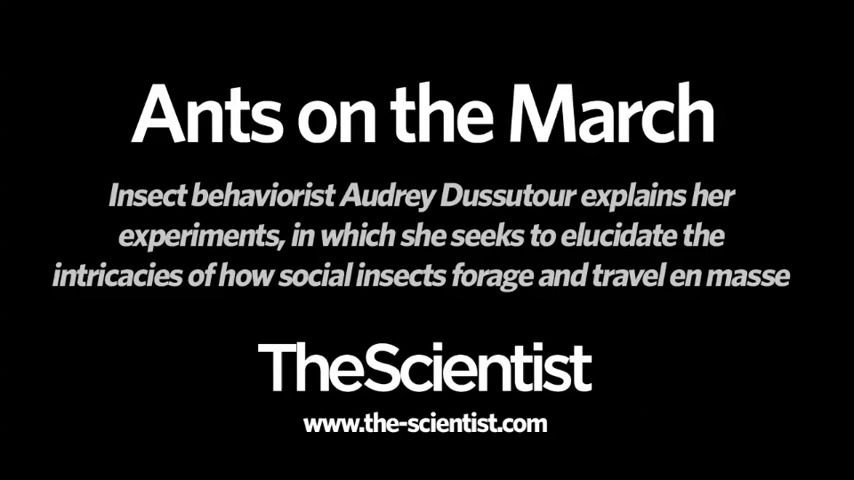 Ants on the March
Insect behaviorist Audrey Dussutour explains her
experiments, in which she seeks to elucidate the
intricacies of how social insects forage and travel en masse
TheScientist
www.the-scientist.com